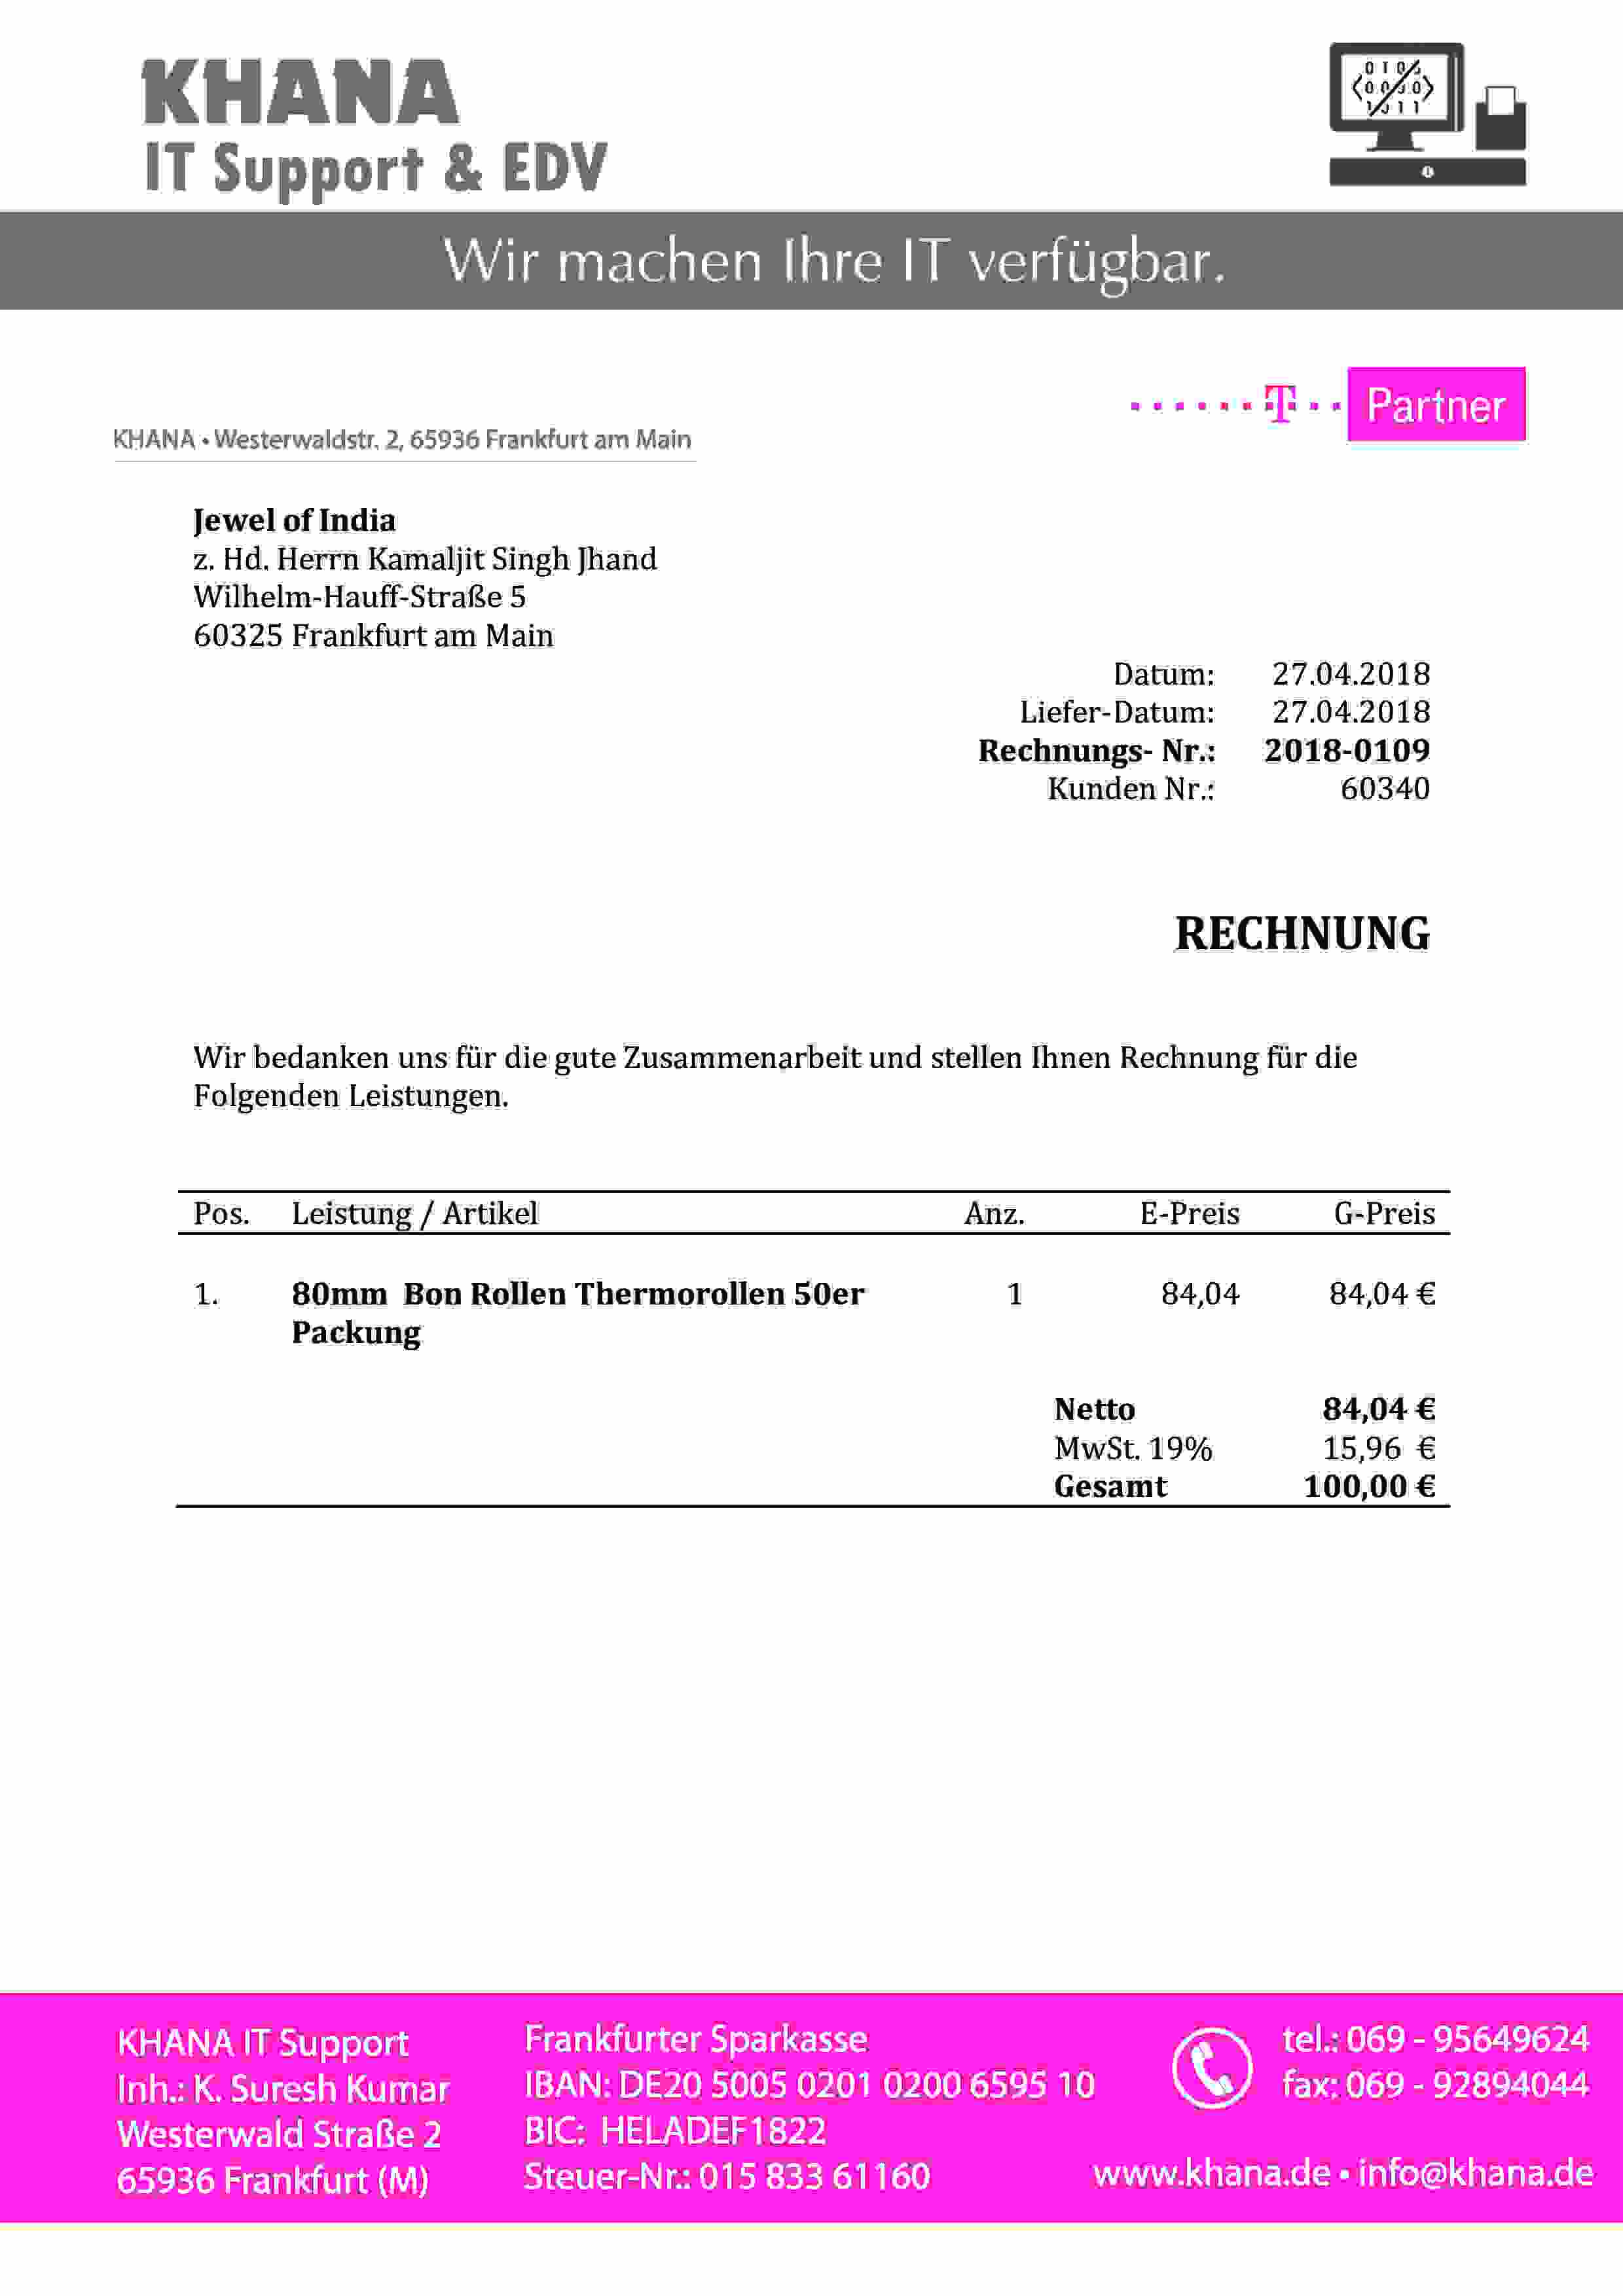 KHANA
IT Support & EDV
Wir machen Ihre IT verfügbar.
T Partner
KHANA • Westerwaldstr. 2, 65936 Frankfurt am Main
Jewel of India
z. Hd. Herrn Kamaljit Singh Jhand
Wilhelm-Hauff-Straße 5
60325 Frankfurt am Main
Datum: 27.04.2018
Liefer-Datum: 27.04.2018
Rechnungs- Nr.: 2018-0109
Kunden Nr.: 60340
RECHNUNG
Wir bedanken uns für die gute Zusammenarbeit und stellen Ihnen Rechnung für die
Folgenden Leistungen.
Pos. Leistung / Artikel Anz. E-Preis G-Preis
1. 80mm Bon Rollen Thermorollen 50er 1 84,04 84,04 €
Packung
Netto 84,04 €
MwSt. 19% 15,96 €
Gesamt 100,00 €
KHANA IT Support
Inh.: K. Suresh Kumar
Westerwald Straße 2
65936 Frankfurt (M)
Frankfurter Sparkasse
IBAN: DE20 5005 0201 0200 6595 10
BIC: HELADEF1822
Steuer-Nr.: 015 833 61160
tel.: 069 - 95649624
fax: 069 - 92894044
www.khana.de • info@khana.de